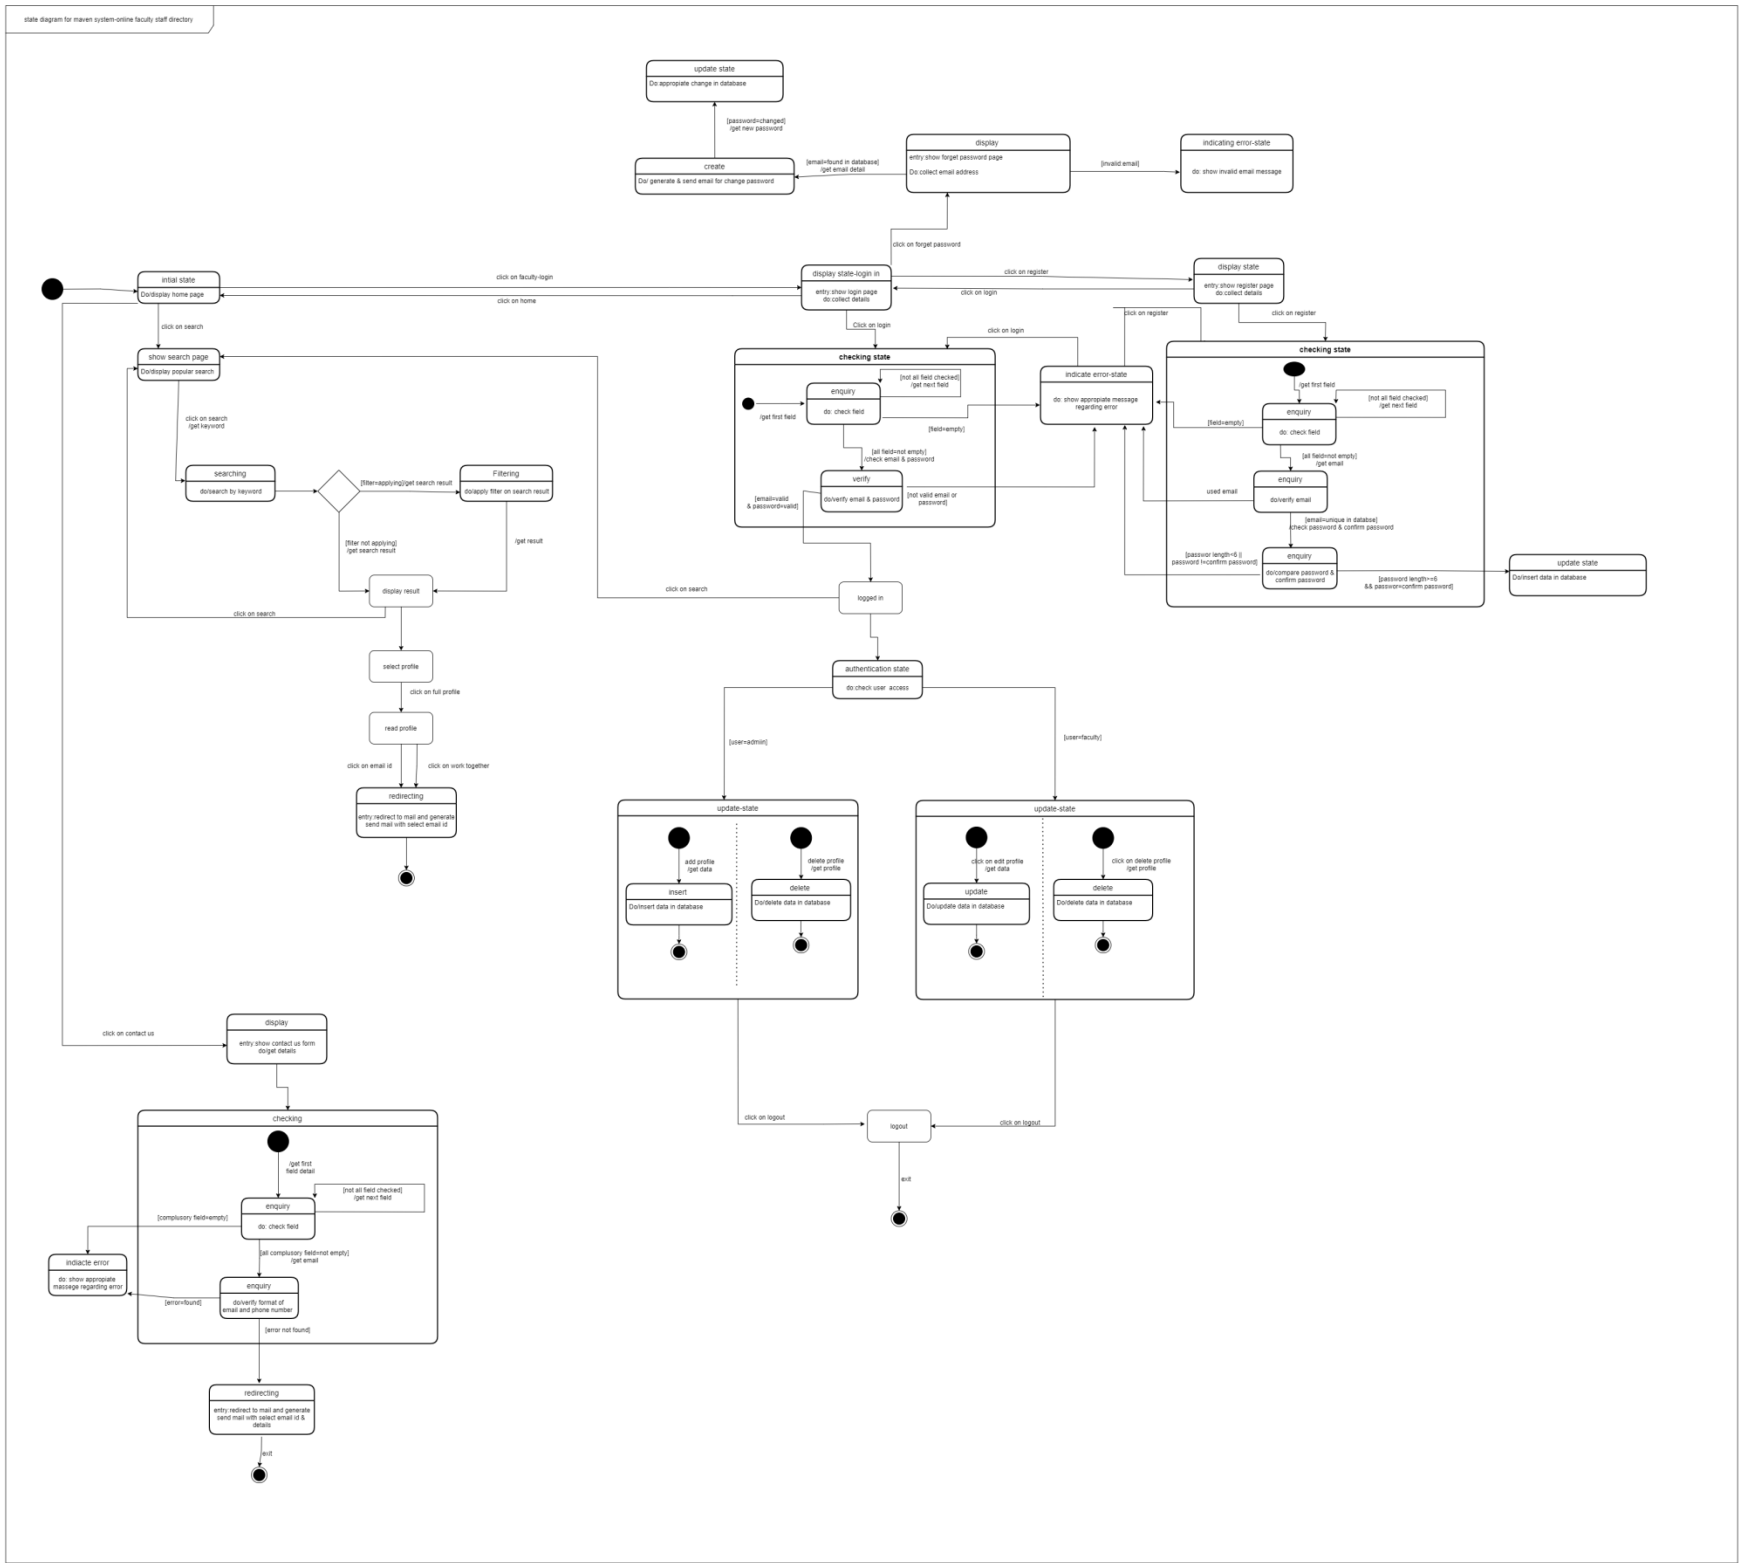 state diagram for maven system-online faculty staff directory
update state
Do:appropiate change in database
[password=changed]
/get new password
create
Do/ generate & send email for change password
[email=found in database]
/get email detail
display
entry:show forget password page
Do:collect email address
[invalid:email]
indicating error-state
do: show invalid email message
click on forget password
intial state
Do/display home page
click on faculty-login
click on home
display state-login in
entry:show login page
do:collect details
click on register
click on login
display state
entry:show register page
do:collect details
click on search
Click on login
click on login
click on register
click on register
show search page
Do/display popular search
checking state
enquiry
do: check field
/get first field
[not all field checked]
/get next field
[field=empty]
[all field=not empty]
/check email & password
verify
do/verify email & password
[email=valid
& password=valid]
[not valid email or
password]
indicate error-state
do: show appropiate message
regarding error
checking state
/get first field
enquiry
do: check field
[not all field checked]
/get next field
[field=empty]
[all field=not empty]
/get email
enquiry
do/verify email
used email
[email=unique in databse]
/check password & confirm password
enquiry
do/compare password &
confirm password
[passwor length<6 ||
password !=confirm password]
[password length>=6
&& passwor=confirm password]
update state
Do/insert data in database
click on search
/get keyword
searching
do/search by keyword
[filter=applying]/get search result
Filtering
do/apply filter on search result
[filter not applying]
/get search result
/get result
display result
click on search
click on search
logged in
select profile
click on full profile
read profile
click on email id
click on work together
redirecting
entry:redirect to mail and generate
send mail with select email id
authentication state
do:check user access
[user=admiin]
[user=faculty]
update-state
add profile
/get data
insert
Do/insert data in database
delete profile
/get profile
delete
Do/delete data in database
update-state
click on edit profile
/get data
update
Do/update data in database
click on delete profile
/get profile
delete
Do/delete data in database
click on logout
click on logout
logout
exit
click on contact us
display
entry:show contact us form
do/get details
checking
/get first
field detail
enquiry
do: check field
[not all field checked]
/get next field
[complusory field=empty]
[all complusory field=not empty]
/get email
indiacte error
do: show appropiate
massege regarding error
enquiry
do/verify format of
email and phone number
[error=found]
[error not found]
redirecting
entry:redirect to mail and generate
send mail with select email id &
details
exit